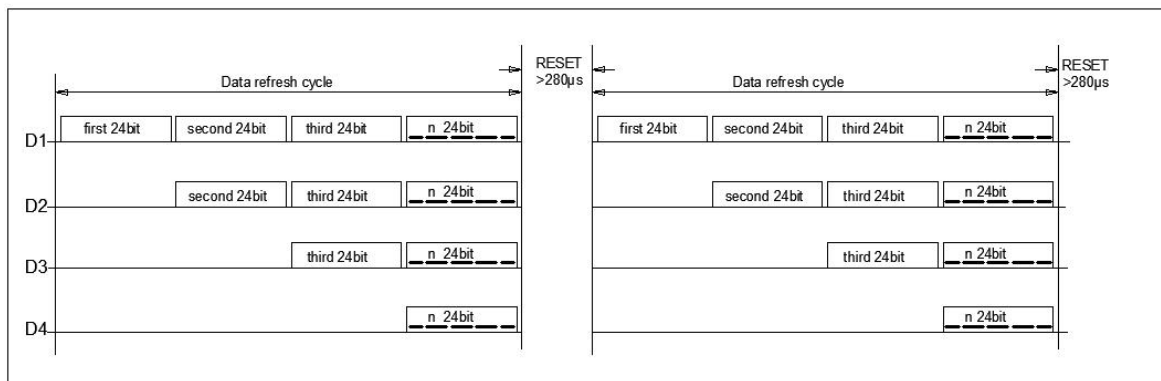 RESET RESET
>280µs >280µs
Data refresh cycle Data refresh cycle
D1 first 24bit second 24bit third 24bit n 24bit first 24bit second 24bit third 24bit n 24bit
D2 second 24bit third 24bit n 24bit second 24bit third 24bit n 24bit
D3 third 24bit n 24bit third 24bit n 24bit
D4 n 24bit n 24bit